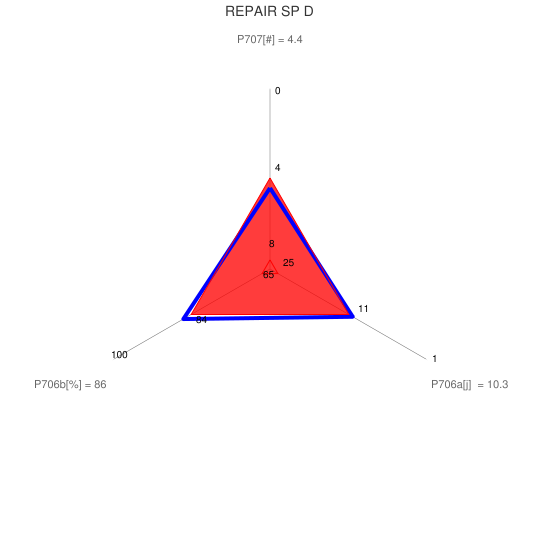 REPAIR SP D
P707[#] = 4.4
0
4
8
25
65
11
84
100
1
P706b[%] = 86
P706a[j]  = 10.3